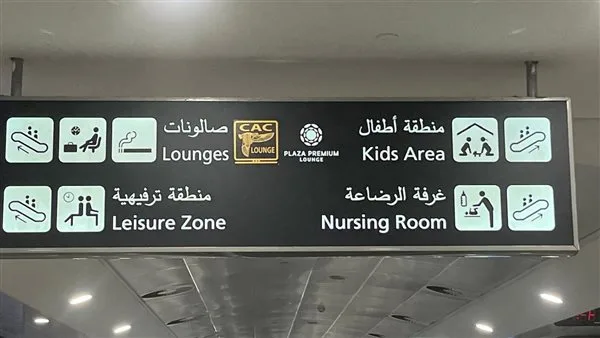 صالونات
Lounges
CAC
LOUNGE
PLAZA PREMIUM
LOUNGE
منطقة أطفال
Kids Area
منطقة ترفيهية
Leisure Zone
غرفة الرضاعة
Nursing Room